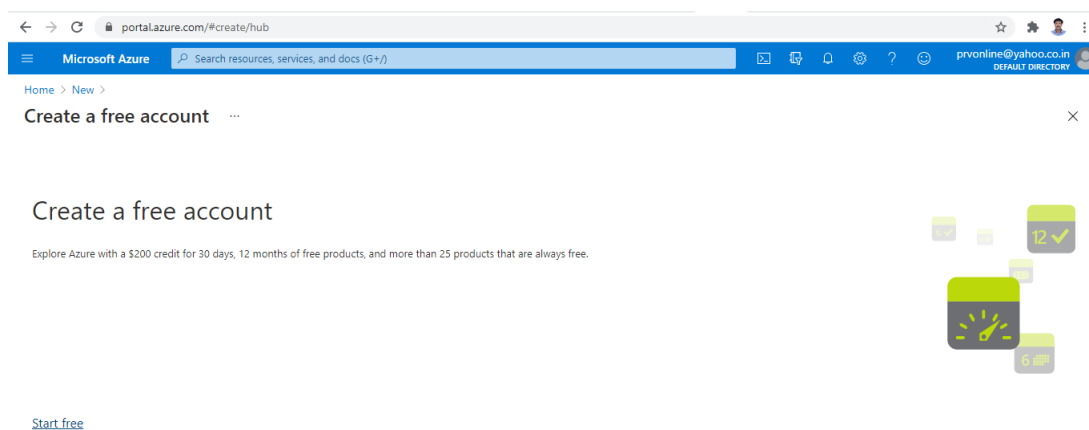 portal.azure.com/#create/hub
Microsoft Azure
Search resources, services, and docs (G+/)
?
prvonline@yahoo.co.in
DEFAULT DIRECTORY
Home > New >
Create a free account ...
Create a free account
Explore Azure with a $200 credit for 30 days, 12 months of free products, and more than 25 products that are always free.
12
6
Start free